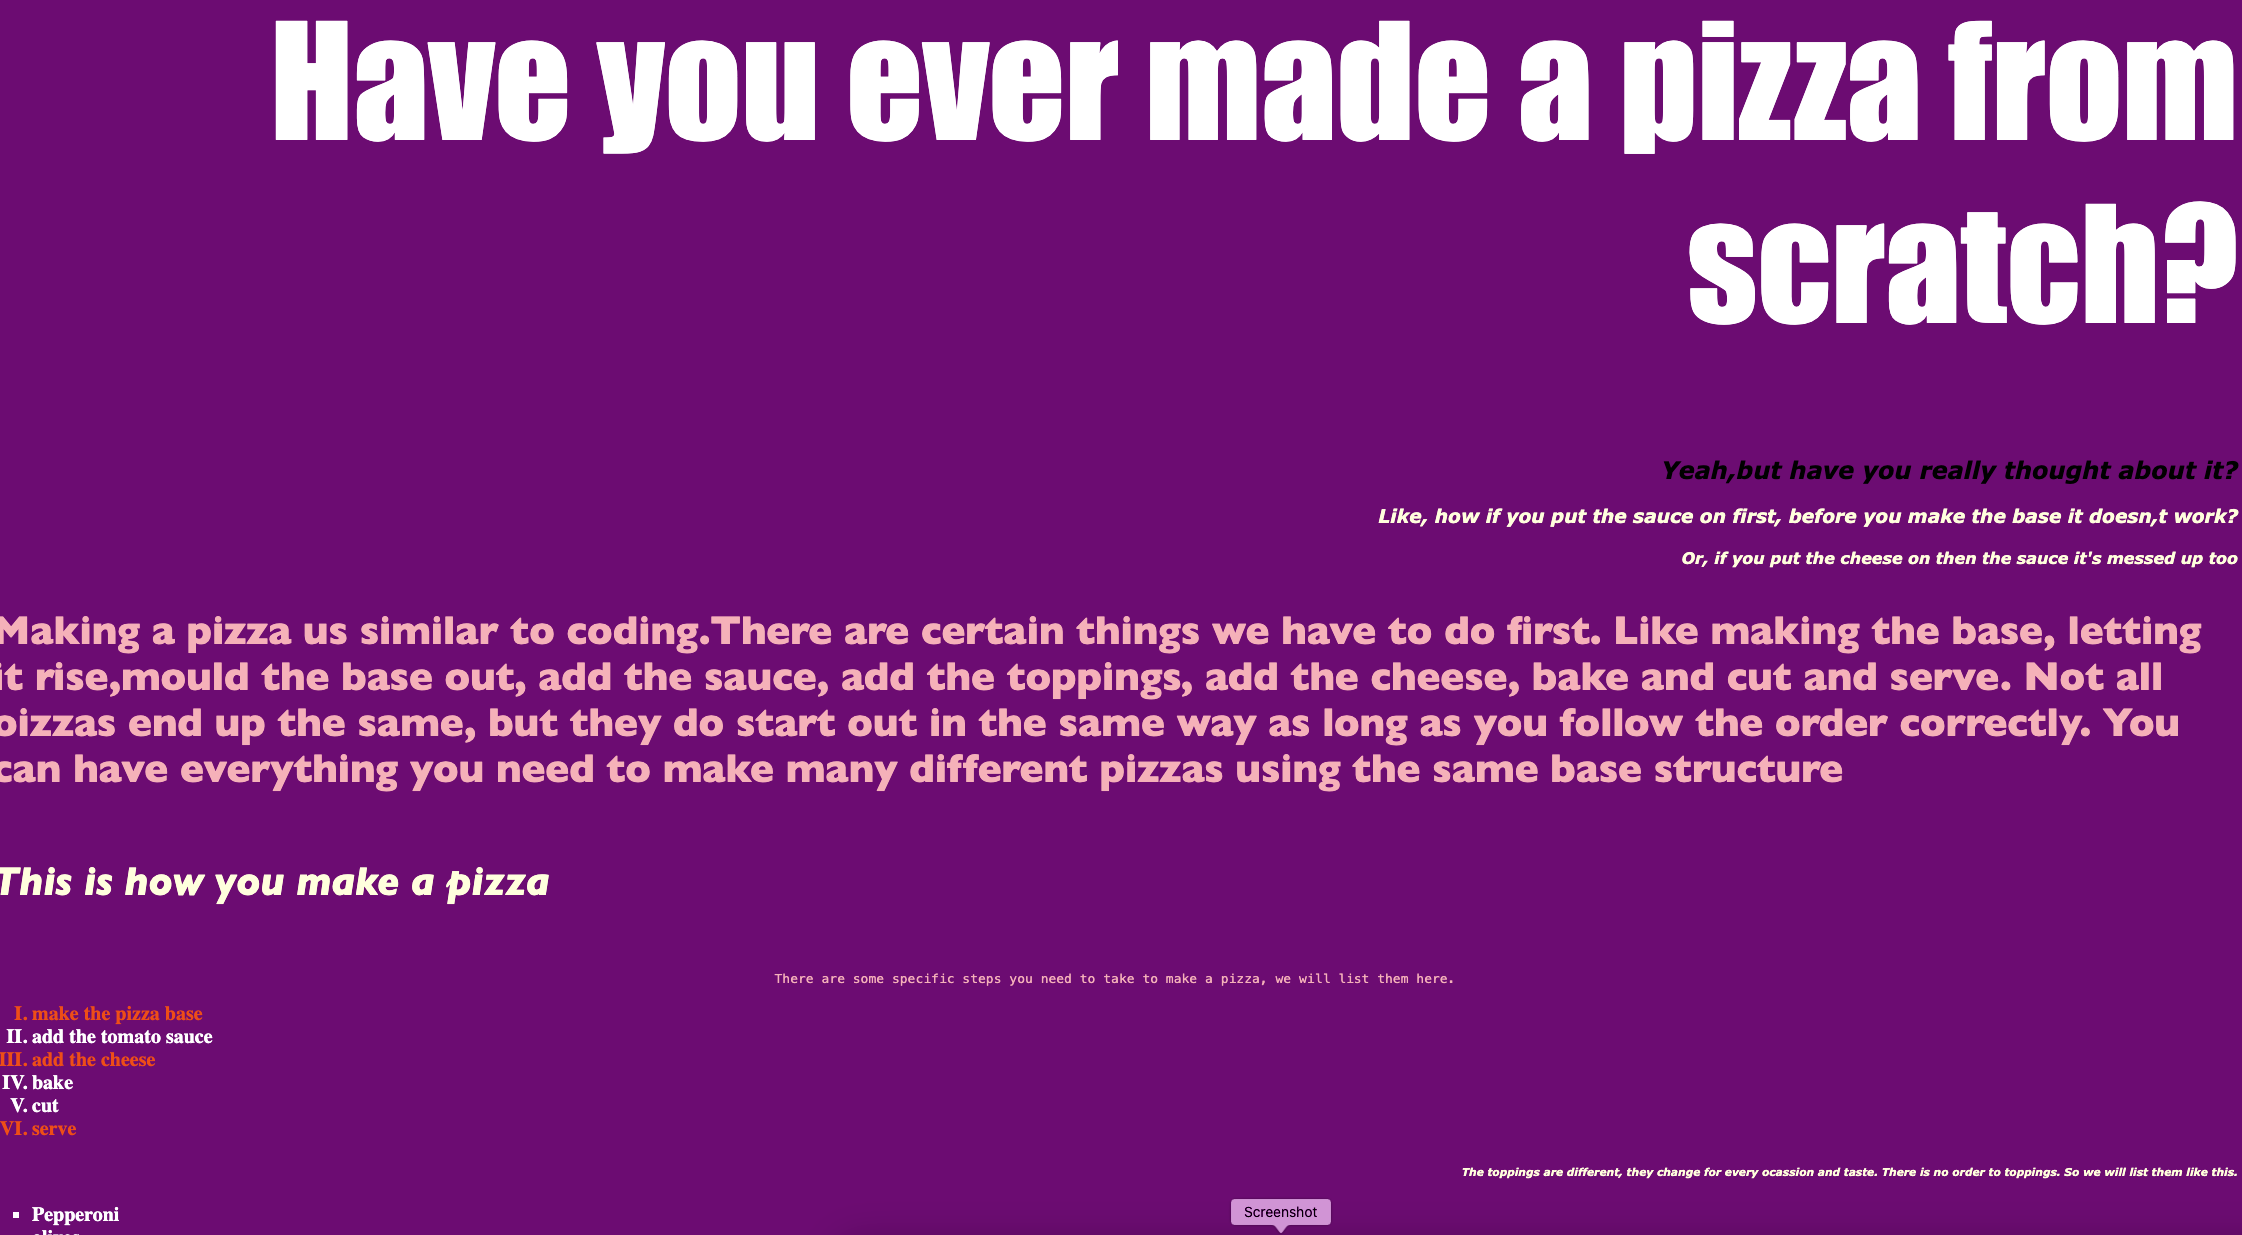 Have you ever made a pizza from
scratch?
Yeah,but have you really thought about it?
Like, how if you put the sauce on first, before you make the base it doesn,t work?
Or, if you put the cheese on then the sauce it's messed up too
Making a pizza us similar to coding.There are certain things we have to do first. Like making the base, letting
it rise,mould the base out, add the sauce, add the toppings, add the cheese, bake and cut and serve. Not all
pizzas end up the same, but they do start out in the same way as long as you follow the order correctly. You
can have everything you need to make many different pizzas using the same base structure
This is how you make a pizza
There are some specific steps you need to take to make a pizza, we will list them here.
I. make the pizza base
II. add the tomato sauce
III. add the cheese
IV. bake
V. cut
VI. serve
The toppings are different, they change for every ocassion and taste. There is no order to toppings. So we will list them like this.
▪ Pepperoni
Screenshot